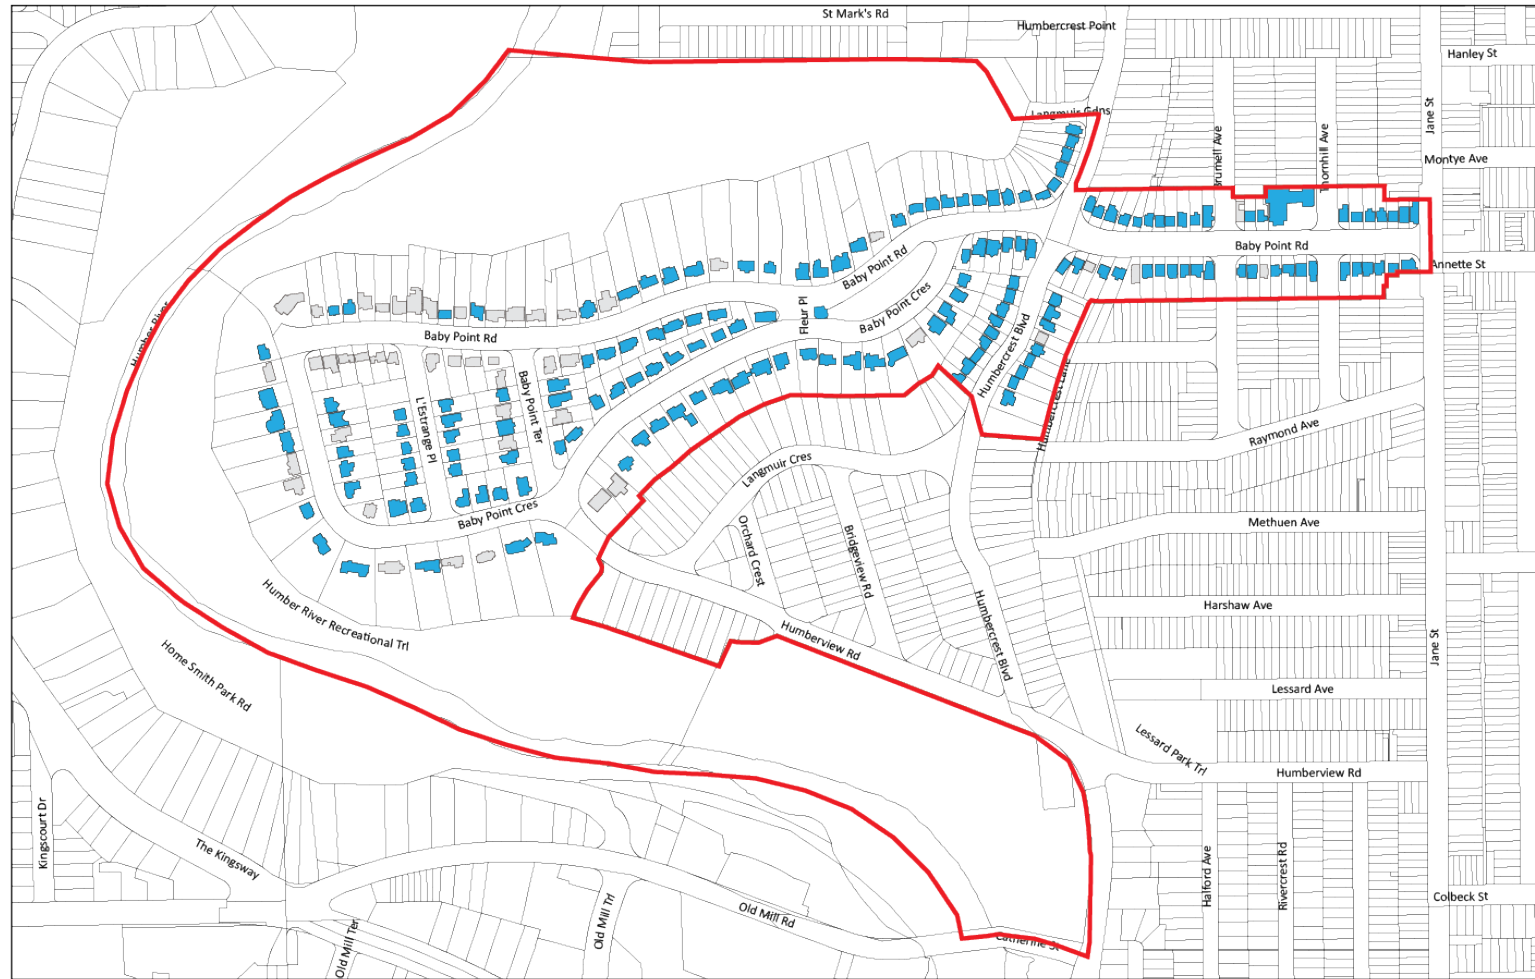 St Mark's Rd
Humbercrest Point
Hanley St
Langmuir Gdns
Jane St
Brumell Ave
Thornhill Ave
Montye Ave
Baby Point Rd
Annette St
Baby Point Rd
Baby Point Cres
Fleur Pl
Humber River
Baby Point Rd
Humbercrest Blvd
Humbercrest Lane
Baby Point Ter
L'Estrange Pl
Raymond Ave
Langmuir Cres
Baby Point Cres
Orchard Crest
Bridgeview Rd
Methuen Ave
Humber River Recreational Trl
Humbercrest Blvd
Harshaw Ave
Humberview Rd
Jane St
Home Smith Park Rd
Lessard Ave
Lessard Park Trl
Humberview Rd
Kingscourt Dr
The Kingsway
Halford Ave
Rivercrest Rd
Colbeck St
Old Mill Trl
Old Mill Rd
Old Mill Ter
Catherine St